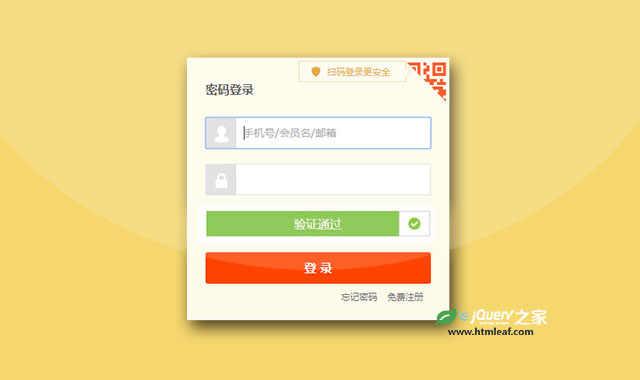 扫码登录更安全
密码登录
手机号/会员名/邮箱
验证通过
登 录
忘记密码 免费注册
jQuery之家
www.htmleaf.com